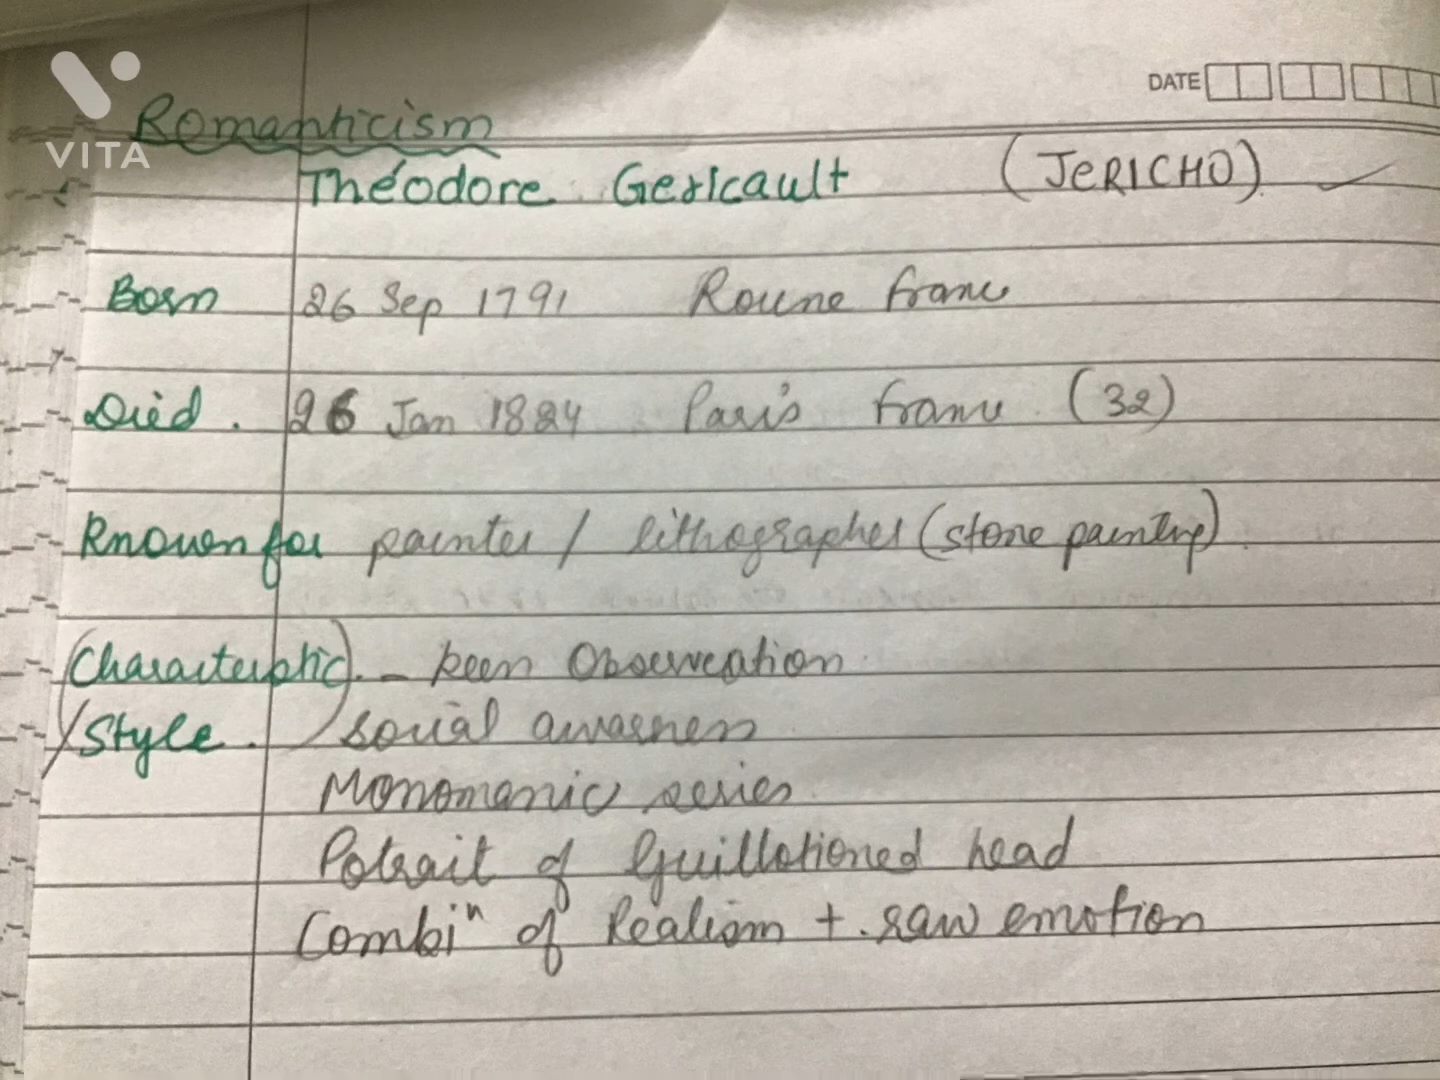 VITA
DATE
Romanticism
Théodore Gericault (JERICHO)
Born 26 Sep 1791 Roune france
Died. 26 Jan 1824 Paris france. (32)
Known for painter / lithographer (stone painting)
(Characteristic) - keen Observation
/Style. social awarness
Monomanic series
Potrait of Guillotioned head
Combiⁿ of Realism + raw emotion